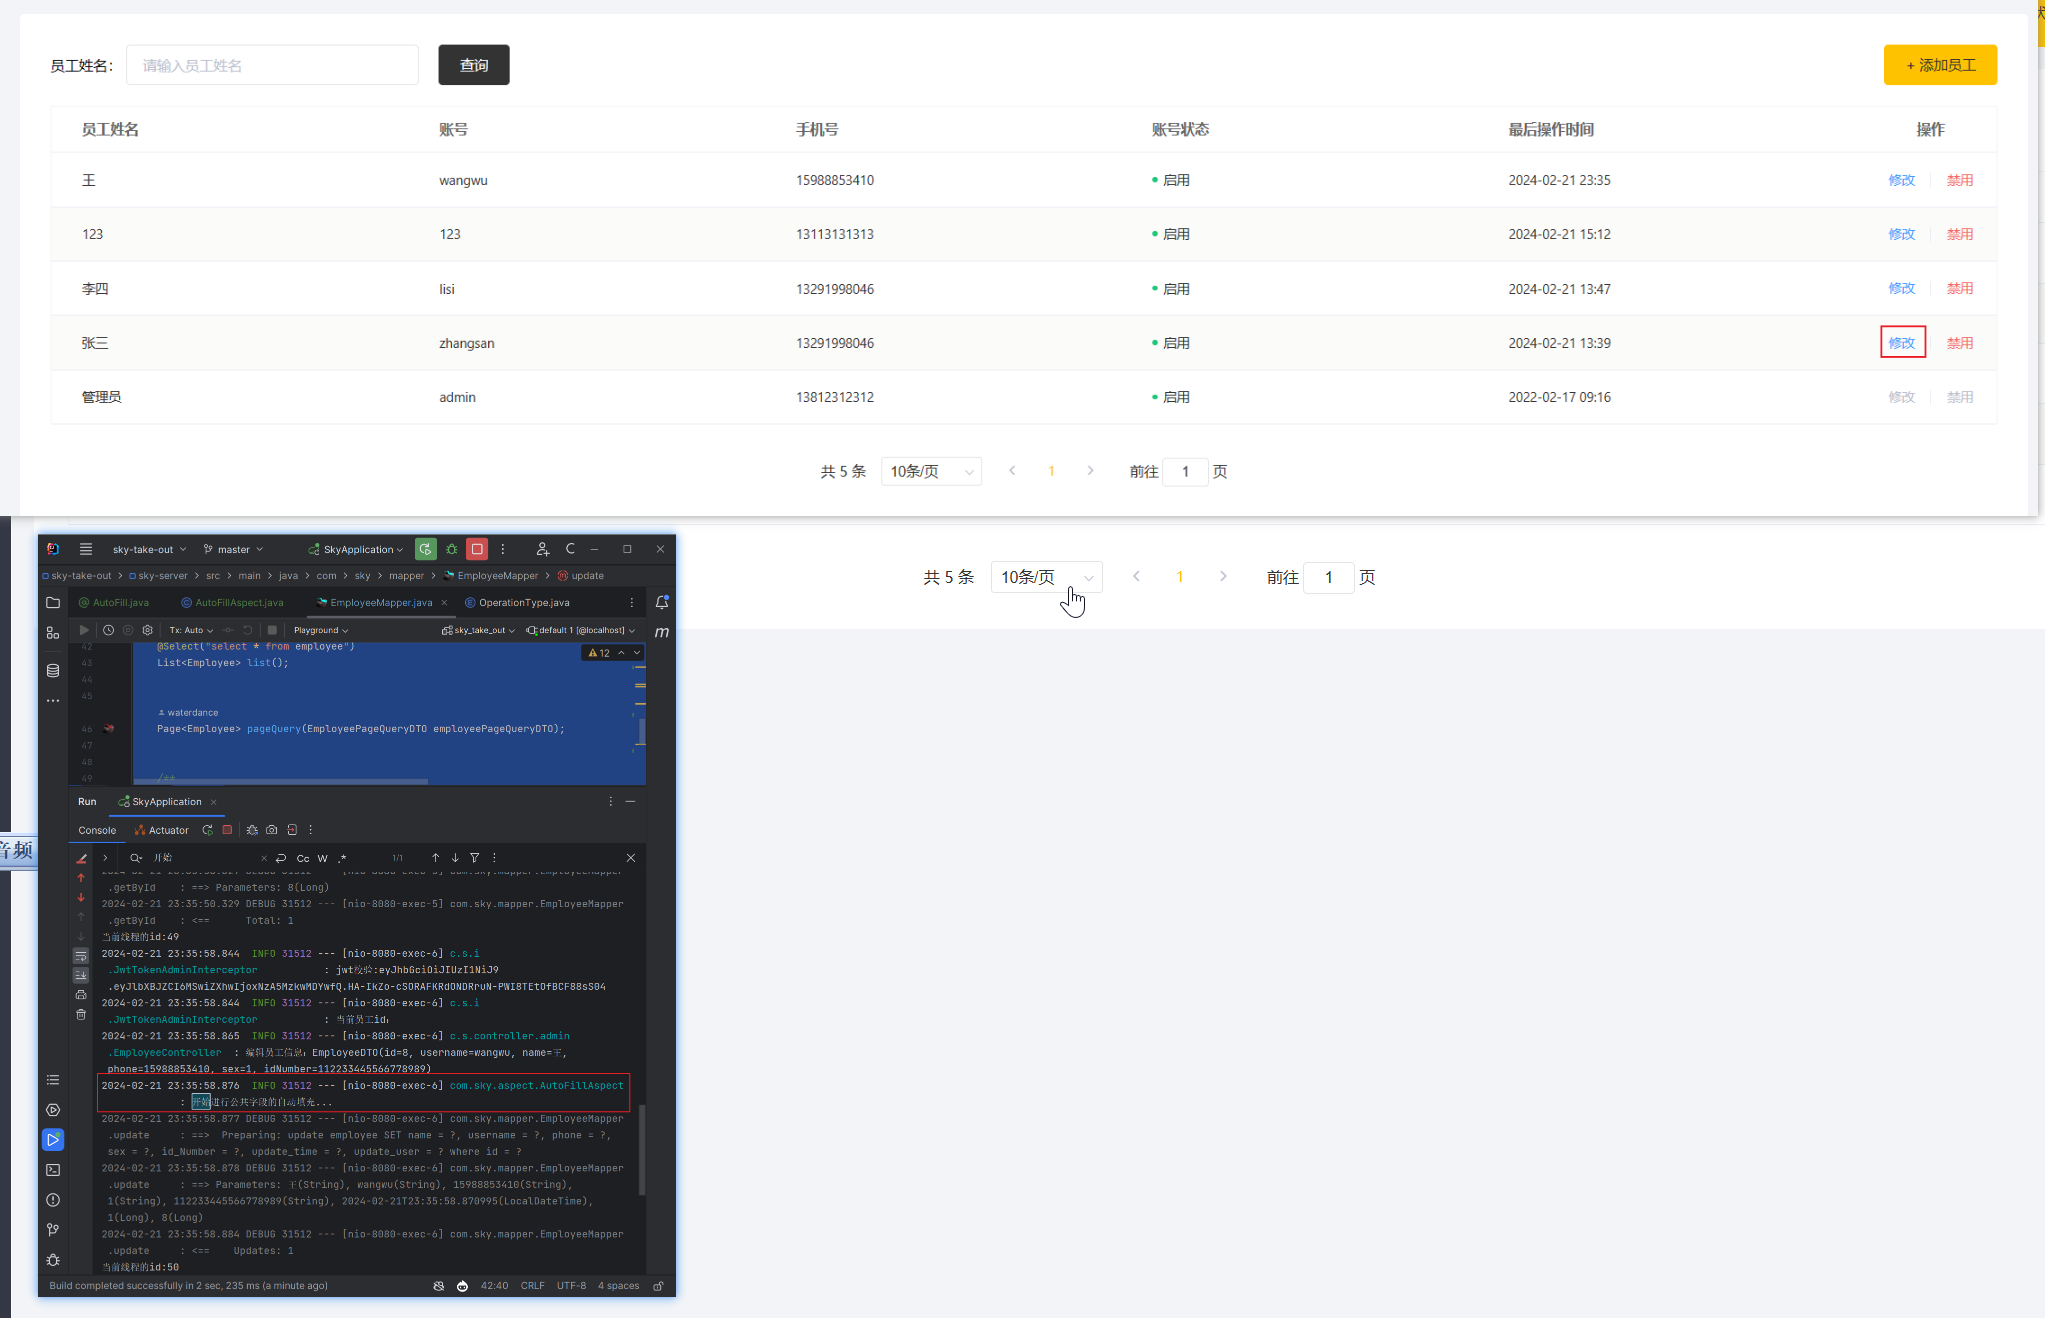 员工姓名：
请输入员工姓名
查询
+ 添加员工
员工姓名 账号 手机号 账号状态 最后操作时间 操作
王 wangwu 15988853410 启用 2024-02-21 23:35 修改 禁用
123 123 13113131313 启用 2024-02-21 15:12 修改 禁用
李四 lisi 13291998046 启用 2024-02-21 13:47 修改 禁用
张三 zhangsan 13291998046 启用 2024-02-21 13:39 修改 禁用
管理员 admin 13812312312 启用 2022-02-17 09:16 修改 禁用
共 5 条 10条/页 1 前往 1 页
共 5 条 10条/页 1 前往 1 页
音频
sky-take-out master SkyApplication
sky-take-out > sky-server > src > main > java > com > sky > mapper > EmployeeMapper > update
AutoFill.java AutoFillAspect.java EmployeeMapper.java OperationType.java
Tx: Auto Playground sky_take_out default 1 [@localhost]
42 @Select("select * from employee")
12
43 List<Employee> list();
44
45
waterdance
46 Page<Employee> pageQuery(EmployeePageQueryDTO employeePageQueryDTO);
47
48
49 /**
Run SkyApplication
Console Actuator
开始 Cc W .* 1/1
.getById : ==> Parameters: 8(Long)
2024-02-21 23:35:50.329 DEBUG 31512 --- [nio-8080-exec-5] com.sky.mapper.EmployeeMapper
.getById : <== Total: 1
当前线程的id:49
2024-02-21 23:35:58.844 INFO 31512 --- [nio-8080-exec-6] c.s.i
.JwtTokenAdminInterceptor : jwt校验:eyJhbGciOiJIUzI1NiJ9
.eyJlbXBJZCI6MSwiZXhwIjoxNzA5MzkwMDYwfQ.HA-IkZo-cSORAFKRdONDRruN-PWI8TEtOfBCF88sS04
2024-02-21 23:35:58.844 INFO 31512 --- [nio-8080-exec-6] c.s.i
.JwtTokenAdminInterceptor : 当前员工id:
2024-02-21 23:35:58.865 INFO 31512 --- [nio-8080-exec-6] c.s.controller.admin
.EmployeeController : 编辑员工信息: EmployeeDTO(id=8, username=wangwu, name=王,
phone=15988853410, sex=1, idNumber=112233445566778989)
2024-02-21 23:35:58.876 INFO 31512 --- [nio-8080-exec-6] com.sky.aspect.AutoFillAspect
: 开始进行公共字段的自动填充...
2024-02-21 23:35:58.877 DEBUG 31512 --- [nio-8080-exec-6] com.sky.mapper.EmployeeMapper
.update : ==> Preparing: update employee SET name = ?, username = ?, phone = ?,
sex = ?, id_Number = ?, update_time = ?, update_user = ? where id = ?
2024-02-21 23:35:58.878 DEBUG 31512 --- [nio-8080-exec-6] com.sky.mapper.EmployeeMapper
.update : ==> Parameters: 王(String), wangwu(String), 15988853410(String),
1(String), 112233445566778989(String), 2024-02-21T23:35:58.870995(LocalDateTime),
1(Long), 8(Long)
2024-02-21 23:35:58.884 DEBUG 31512 --- [nio-8080-exec-6] com.sky.mapper.EmployeeMapper
.update : <== Updates: 1
当前线程的id:50
Build completed successfully in 2 sec, 235 ms (a minute ago) 42:40 CRLF UTF-8 4 spaces